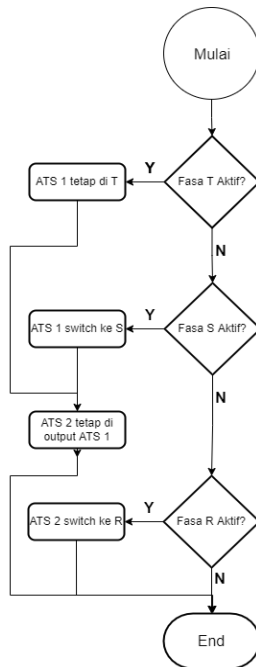 Mulai
Fasa T Aktif?
Y
ATS 1 tetap di T
N
Fasa S Aktif?
Y
ATS 1 switch ke S
N
ATS 2 tetap di
output ATS 1
Fasa R Aktif?
Y
ATS 2 switch ke R
N
End